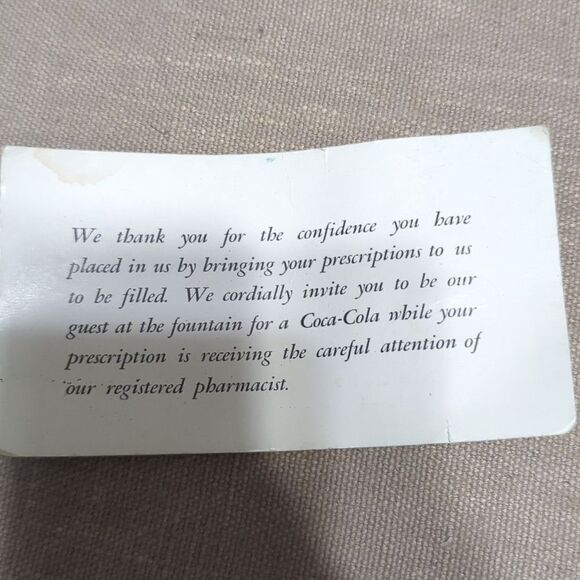 We thank you for the confidence you have
placed in us by bringing your prescriptions to us
to be filled. We cordially invite you to be our
guest at the fountain for a Coca-Cola while your
prescription is receiving the careful attention of
our registered pharmacist.